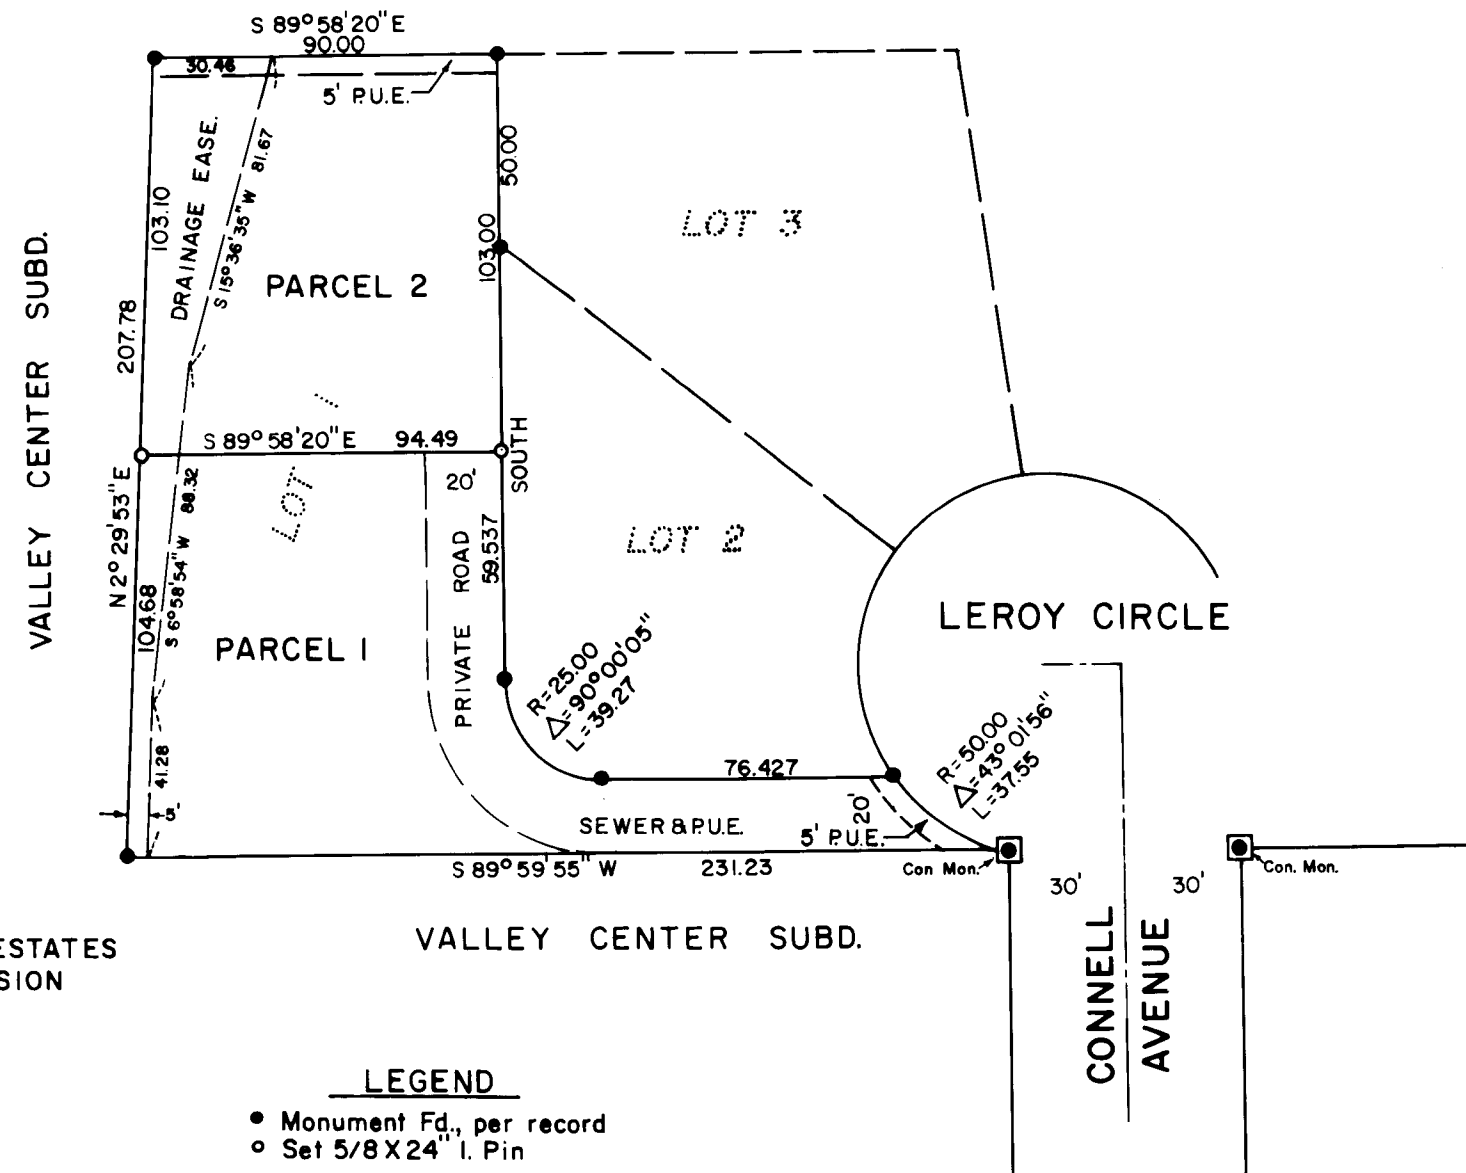 S 89°58'20" E
90.00
30.46
5' P.U.E.
50.00
103.10
DRAINAGE EASE.
S 15°36'35" W 81.67
103.00
LOT 3
PARCEL 2
207.78
VALLEY CENTER SUBD.
S 89°58'20" E 94.49
SOUTH
20'
N 2°29'53" E
88.32
S 6°58'54" W
LOT 1
104.68
PRIVATE ROAD
59.537
LOT 2
LEROY CIRCLE
PARCEL 1
R=25.00
Δ=90°00'05"
L=39.27
R=50.00
Δ=43°01'56"
L=37.55
41.28
5'
76.427
20'
SEWER & P.U.E.
5' P.U.E.
S 89°59'55" W 231.23
Con Mon.
Con. Mon.
30'
30'
VALLEY CENTER SUBD.
CONNELL
AVENUE
ESTATES
SION
LEGEND
● Monument Fd., per record
○ Set 5/8 X 24" I. Pin